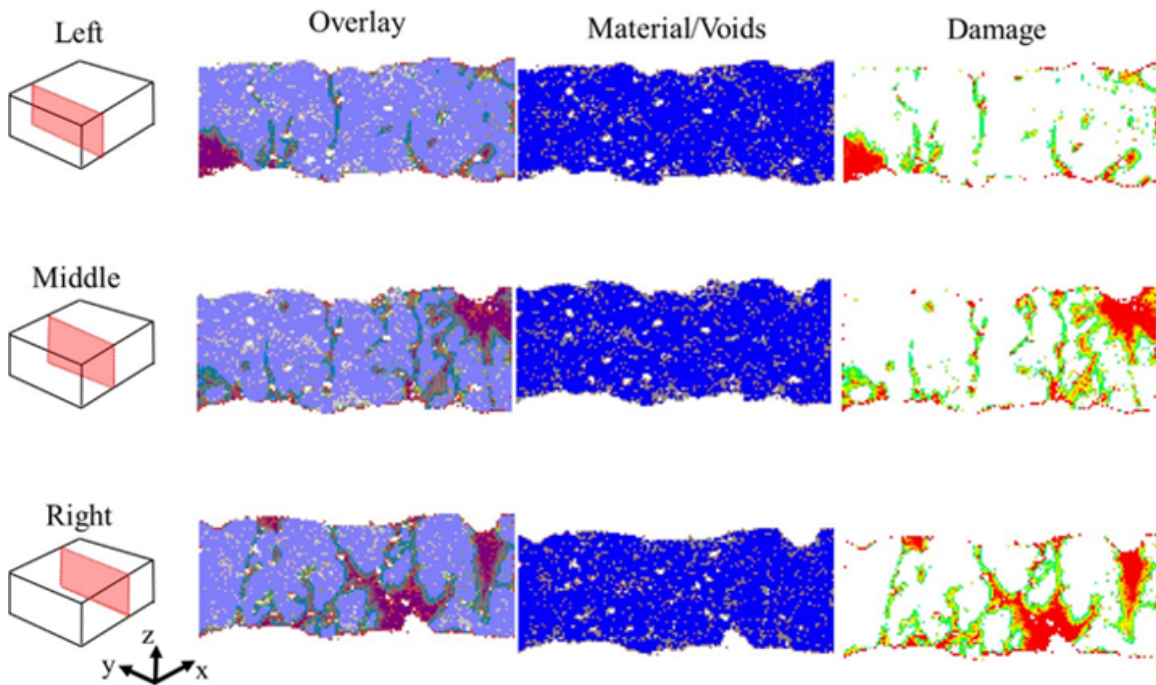 Left
Overlay
Material/Voids
Damage
Middle
Right
z
y
x